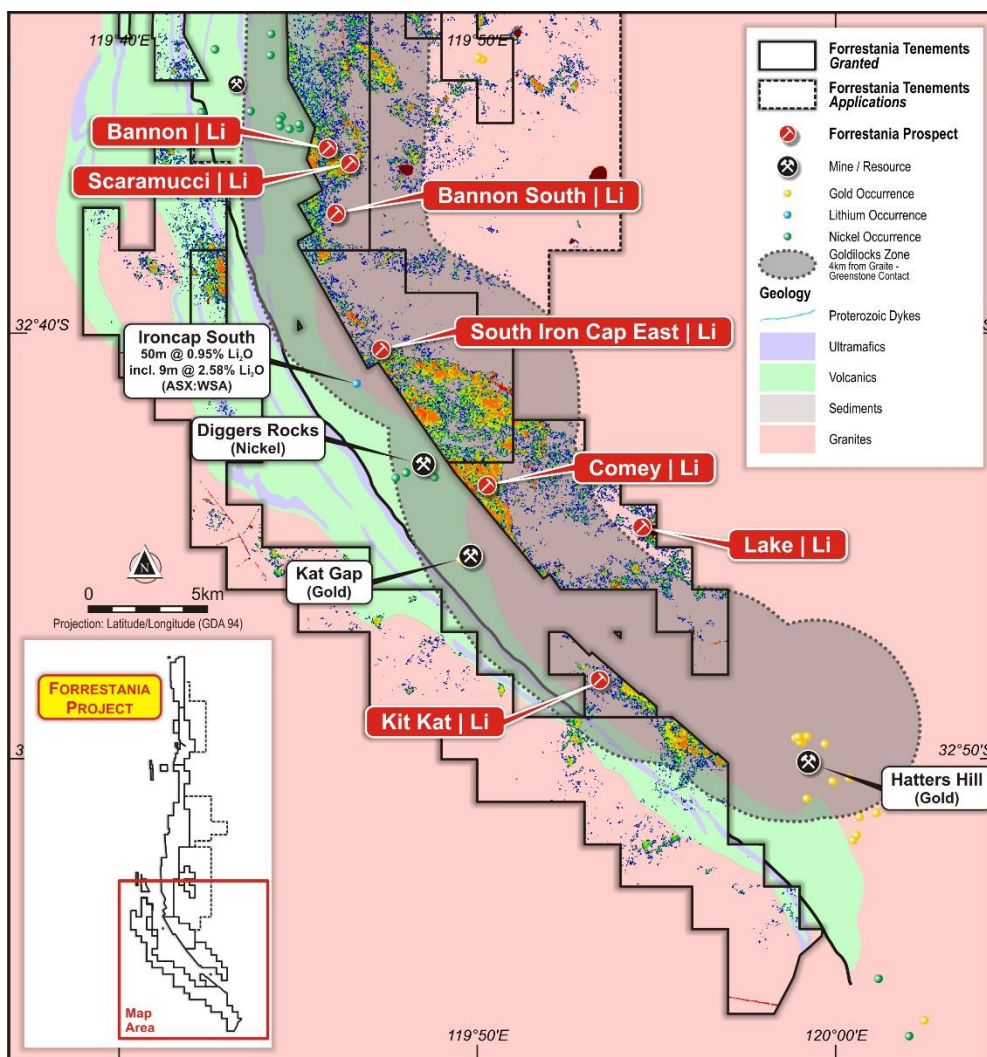 119°40'E
119°50'E
Bannon | Li
Scaramucci | Li
Bannon South | Li
32°40'S
South Iron Cap East | Li
Ironcap South
50m @ 0.95% Li₂O
incl. 9m @ 2.58% Li₂O
(ASX:WSA)
Diggers Rocks
(Nickel)
Comey | Li
Lake | Li
Kat Gap
(Gold)
N
0 5km
Projection: Latitude/Longitude (GDA 94)
Kit Kat | Li
32°50'S
Hatters Hill
(Gold)
119°50'E
120°00'E
Forrestania Tenements
Granted
Forrestania Tenements
Applications
Forrestania Prospect
Mine / Resource
Gold Occurrence
Lithium Occurrence
Nickel Occurrence
Goldilocks Zone
4km from Graite -
Greenstone Contact
Geology
Proterozoic Dykes
Ultramafics
Volcanics
Sediments
Granites
FORRESTANIA
PROJECT
Map
Area